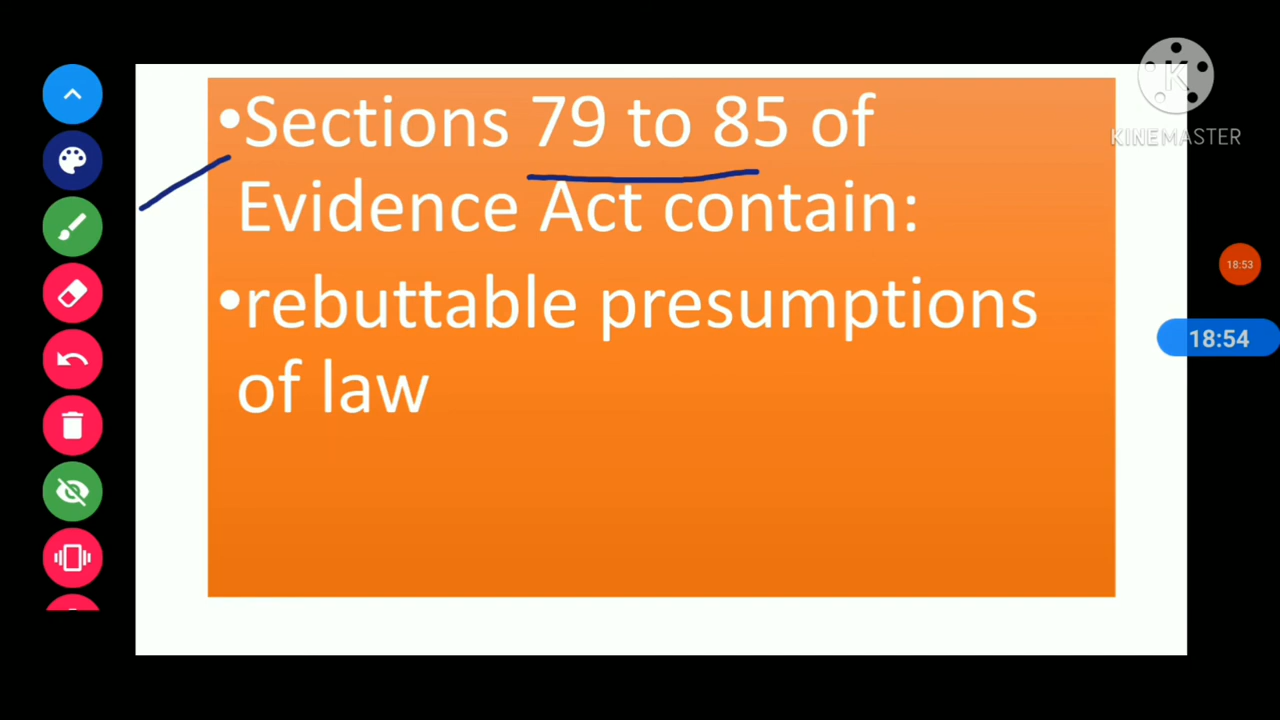 •Sections 79 to 85 of
Evidence Act contain:
•rebuttable presumptions
of law
K
KINEMASTER
18:53
18:54